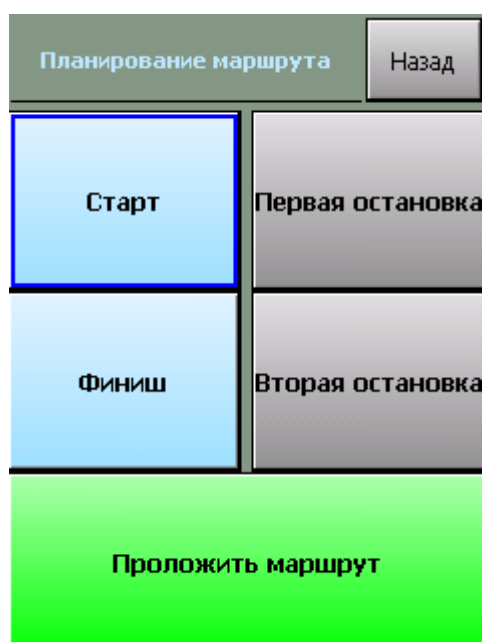 Планирование маршрута
Назад
Старт
Первая остановка
Финиш
Вторая остановка
Проложить маршрут